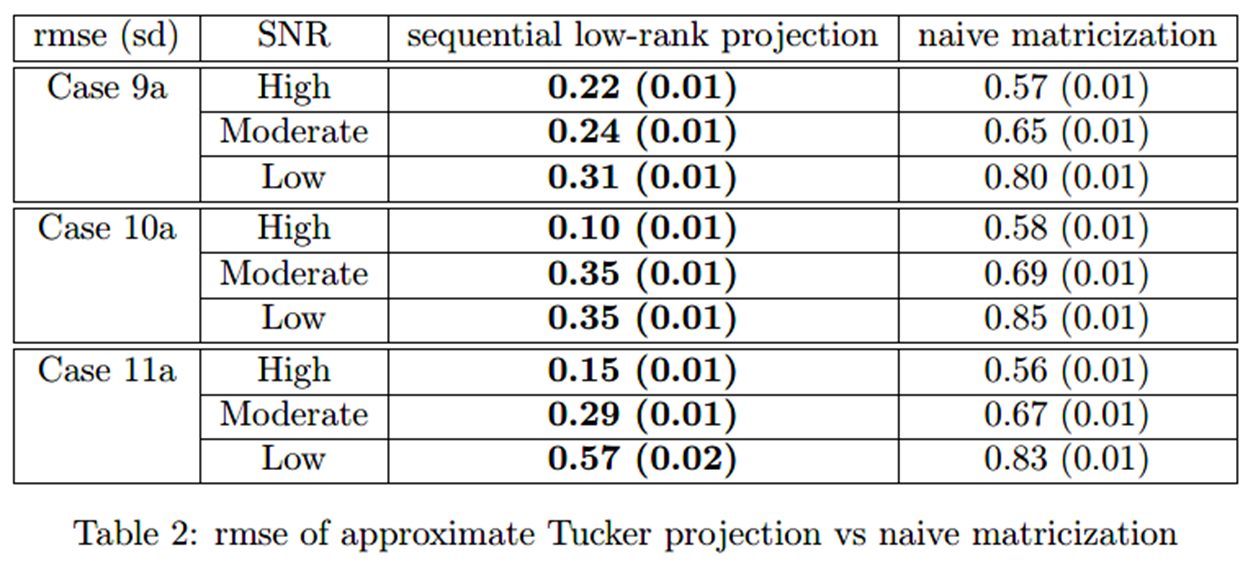 rmse (sd) SNR sequential low-rank projection naive matricization
Case 9a High 0.22 (0.01) 0.57 (0.01)
Moderate 0.24 (0.01) 0.65 (0.01)
Low 0.31 (0.01) 0.80 (0.01)
Case 10a High 0.10 (0.01) 0.58 (0.01)
Moderate 0.35 (0.01) 0.69 (0.01)
Low 0.35 (0.01) 0.85 (0.01)
Case 11a High 0.15 (0.01) 0.56 (0.01)
Moderate 0.29 (0.01) 0.67 (0.01)
Low 0.57 (0.02) 0.83 (0.01)
Table 2: rmse of approximate Tucker projection vs naive matricization